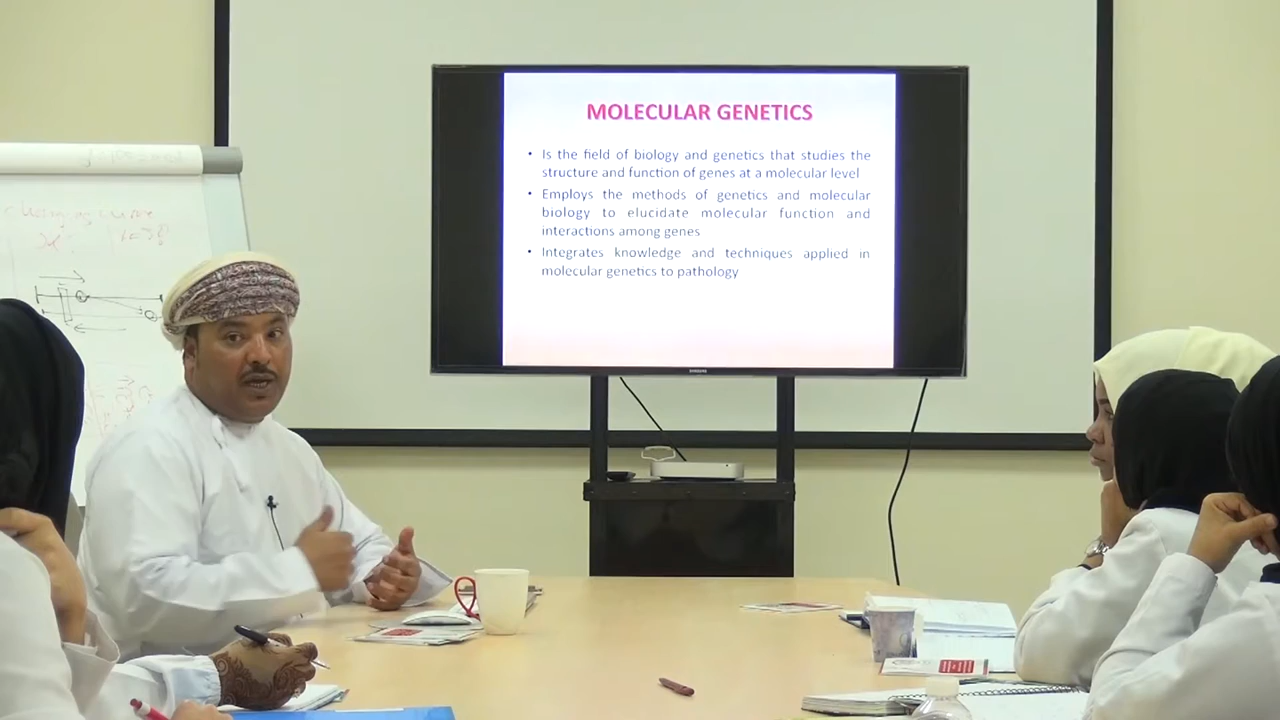 MOLECULAR GENETICS
• Is the field of biology and genetics that studies the
structure and function of genes at a molecular level
• Employs the methods of genetics and molecular
biology to elucidate molecular function and
interactions among genes
• Integrates knowledge and techniques applied in
molecular genetics to pathology
SAMSUNG